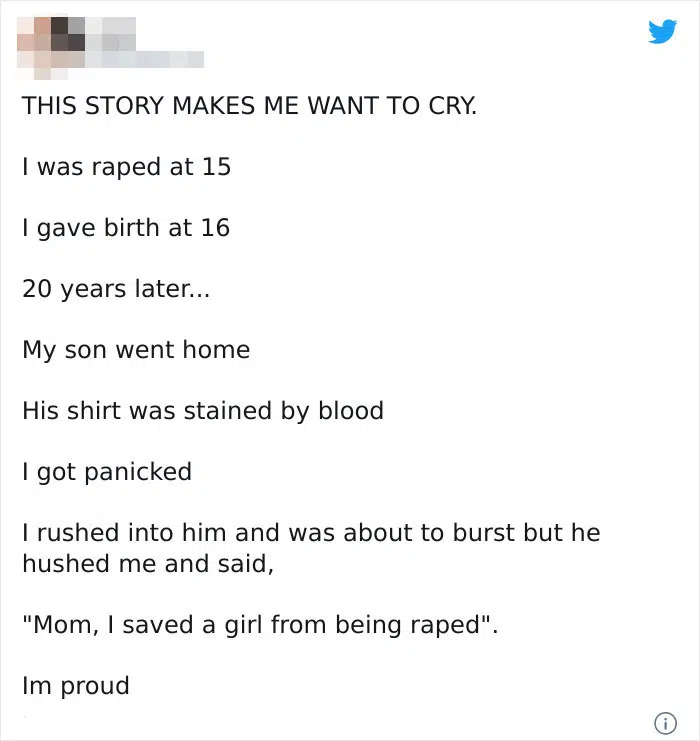 THIS STORY MAKES ME WANT TO CRY.
I was raped at 15
I gave birth at 16
20 years later...
My son went home
His shirt was stained by blood
I got panicked
I rushed into him and was about to burst but he
hushed me and said,
"Mom, I saved a girl from being raped".
Im proud